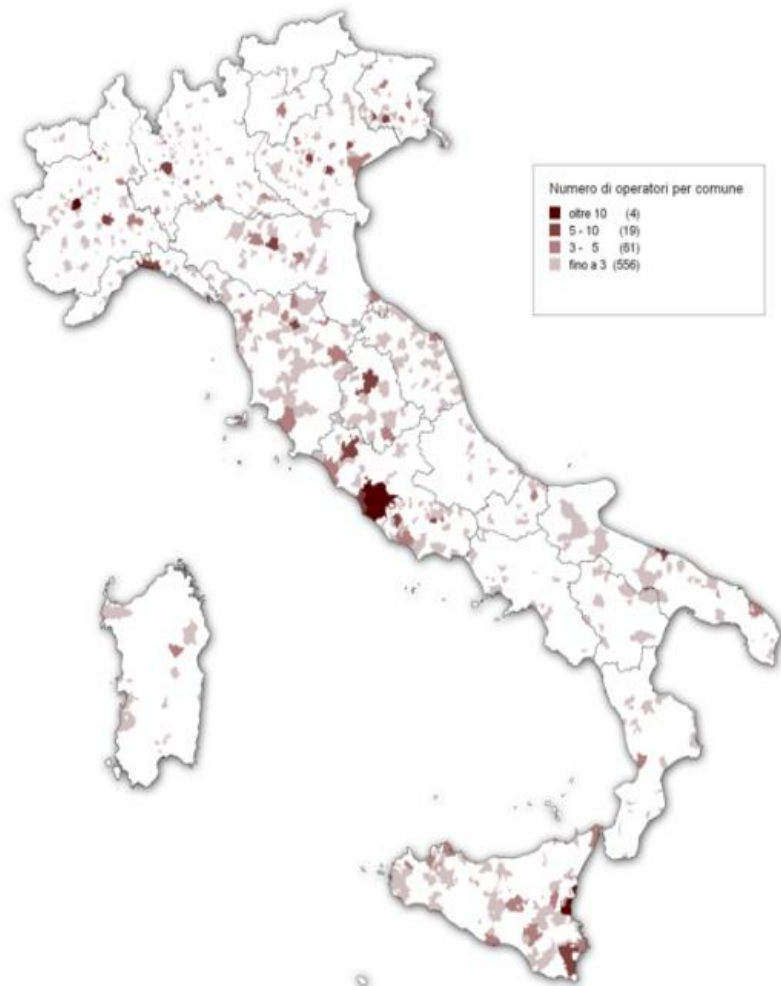 Numero di operatori per comune
oltre 10 (4)
5 - 10 (19)
3 - 5 (61)
fino a 3 (556)